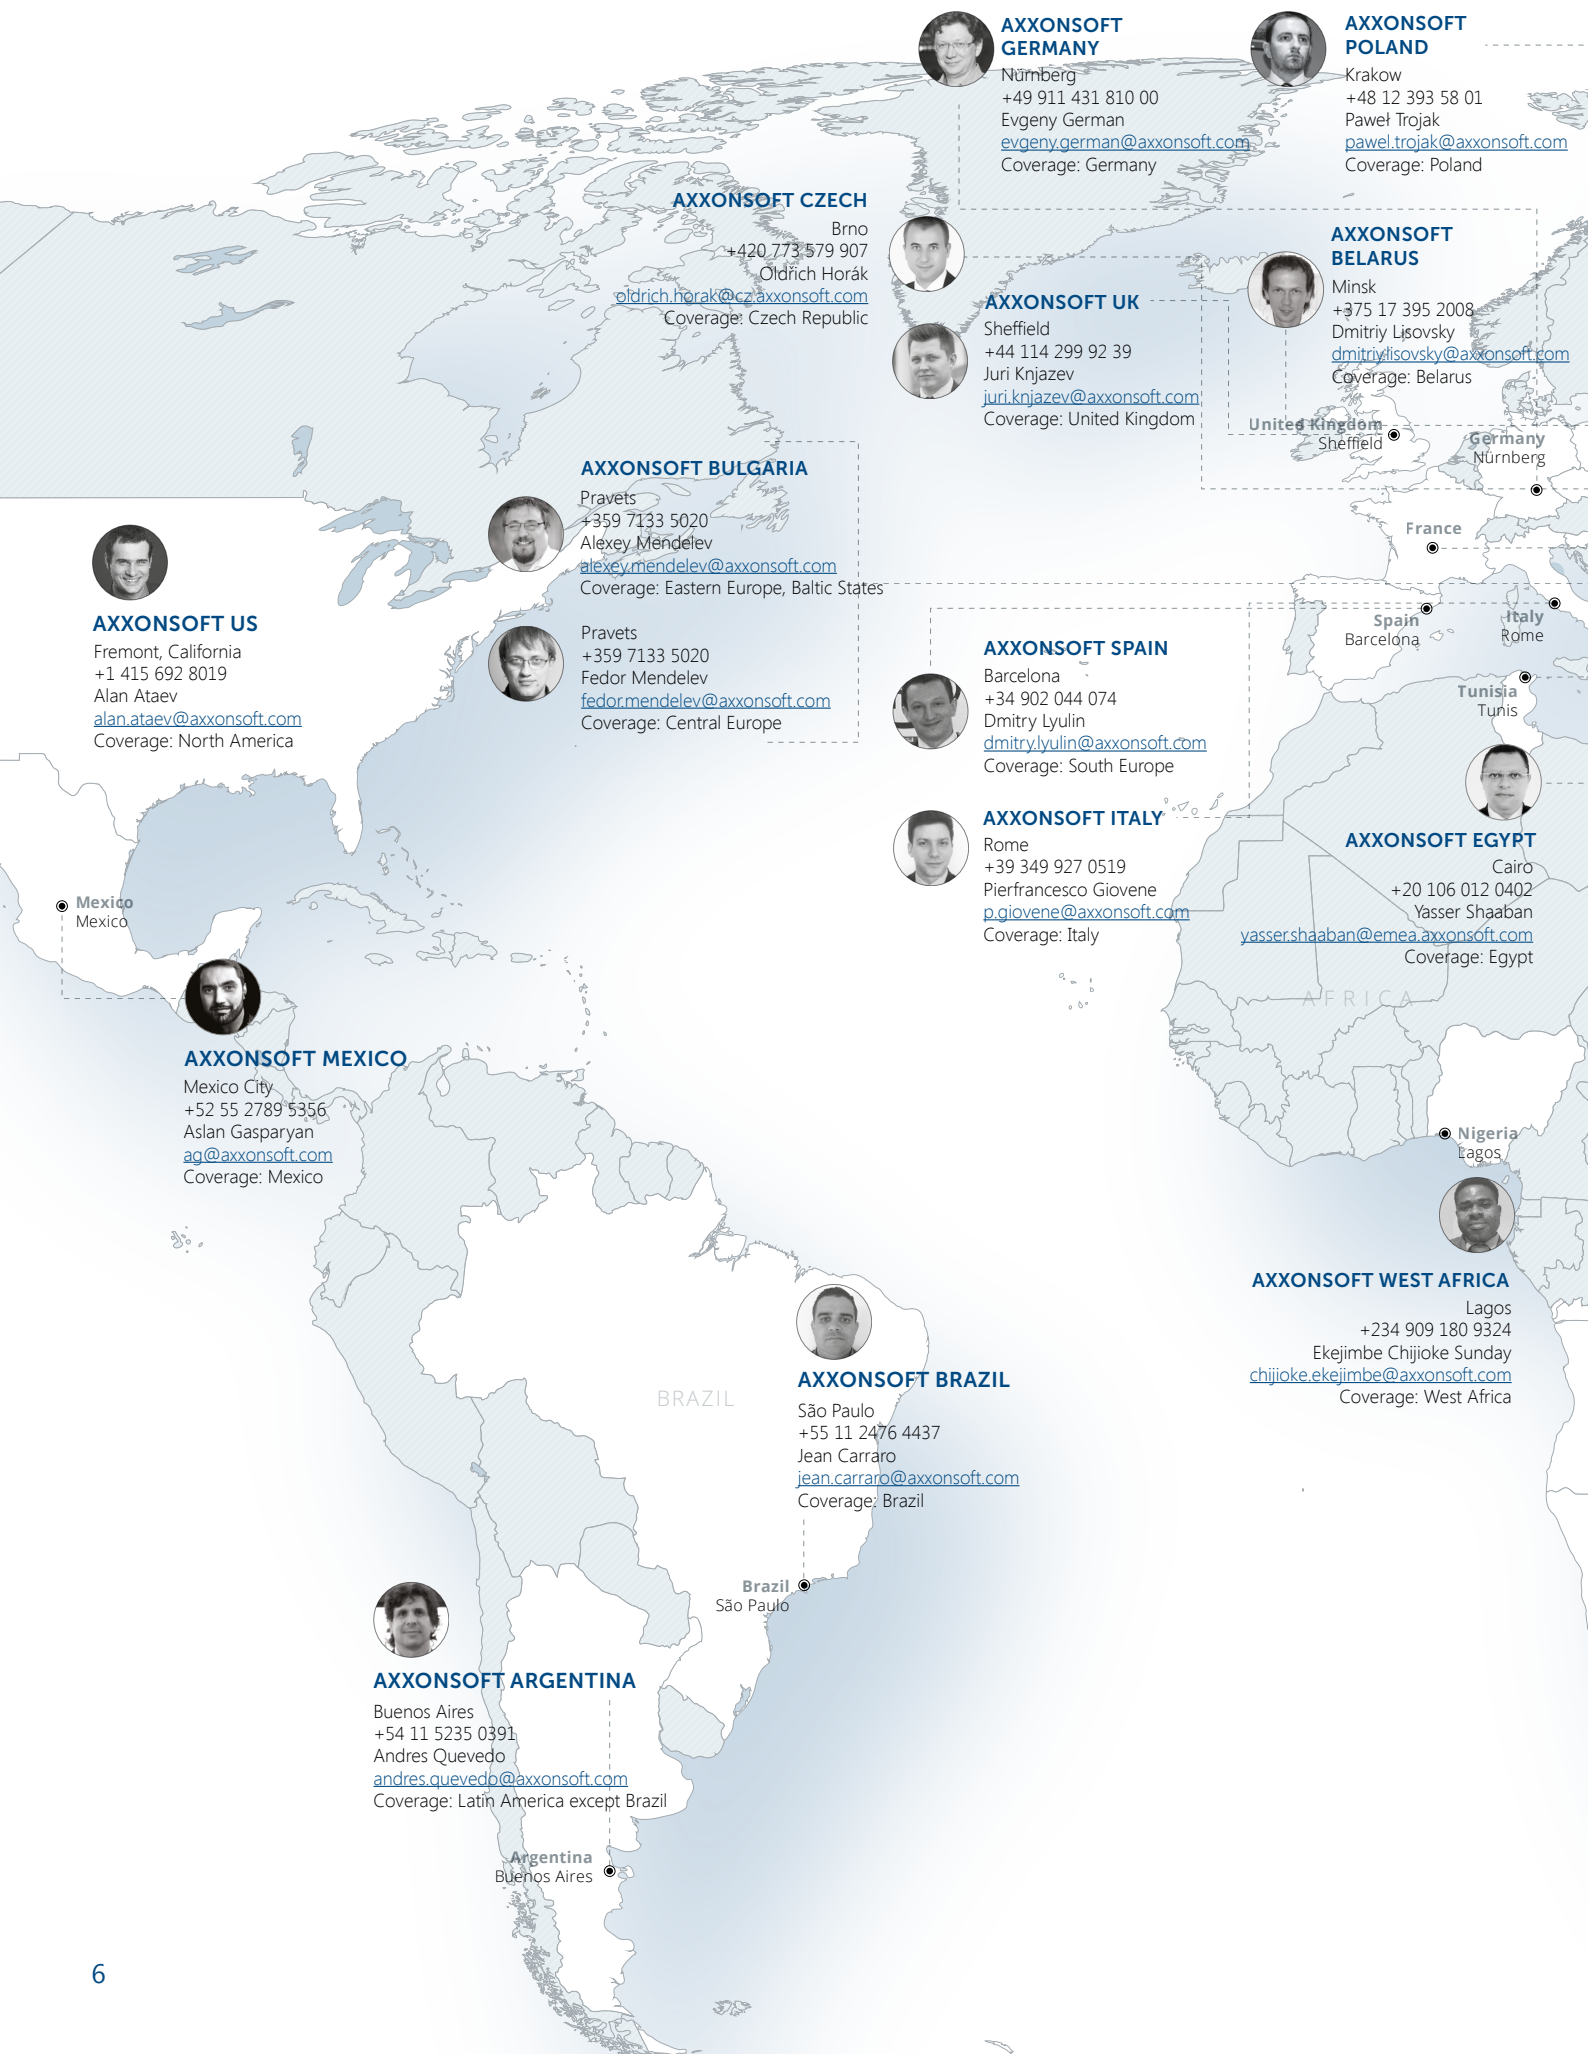 AXXONSOFT
GERMANY
Nürnberg
+49 911 431 810 00
Evgeny German
evgeny.german@axxonsoft.com
Coverage: Germany
AXXONSOFT
POLAND
Krakow
+48 12 393 58 01
Paweł Trojak
pawel.trojak@axxonsoft.com
Coverage: Poland
AXXONSOFT CZECH
Brno
+420 773 579 907
Oldřich Horák
oldrich.horak@cz.axxonsoft.com
Coverage: Czech Republic
AXXONSOFT UK
Sheffield
+44 114 299 92 39
Juri Knjazev
juri.knjazev@axxonsoft.com
Coverage: United Kingdom
AXXONSOFT
BELARUS
Minsk
+375 17 395 2008
Dmitriy Lisovsky
dmitriy.lisovsky@axxonsoft.com
Coverage: Belarus
United Kingdom
Sheffield
Germany
Nürnberg
France
Spain
Barcelona
Italy
Rome
Tunisia
Tunis
AXXONSOFT BULGARIA
Pravets
+359 7133 5020
Alexey Mendelev
alexey.mendelev@axxonsoft.com
Coverage: Eastern Europe, Baltic States
Pravets
+359 7133 5020
Fedor Mendelev
fedor.mendelev@axxonsoft.com
Coverage: Central Europe
AXXONSOFT US
Fremont, California
+1 415 692 8019
Alan Ataev
alan.ataev@axxonsoft.com
Coverage: North America
AXXONSOFT SPAIN
Barcelona
+34 902 044 074
Dmitry Lyulin
dmitry.lyulin@axxonsoft.com
Coverage: South Europe
AXXONSOFT ITALY
Rome
+39 349 927 0519
Pierfrancesco Giovene
p.giovene@axxonsoft.com
Coverage: Italy
AXXONSOFT EGYPT
Cairo
+20 106 012 0402
Yasser Shaaban
yasser.shaaban@emea.axxonsoft.com
Coverage: Egypt
AFRICA
Mexico
Mexico
AXXONSOFT MEXICO
Mexico City
+52 55 2789 5356
Aslan Gasparyan
ag@axxonsoft.com
Coverage: Mexico
Nigeria
Lagos
AXXONSOFT WEST AFRICA
Lagos
+234 909 180 9324
Ekejimbe Chijioke Sunday
chijioke.ekejimbe@axxonsoft.com
Coverage: West Africa
BRAZIL
AXXONSOFT BRAZIL
São Paulo
+55 11 2476 4437
Jean Carraro
jean.carraro@axxonsoft.com
Coverage: Brazil
Brazil
São Paulo
AXXONSOFT ARGENTINA
Buenos Aires
+54 11 5235 0391
Andres Quevedo
andres.quevedo@axxonsoft.com
Coverage: Latin America except Brazil
Argentina
Buenos Aires
6